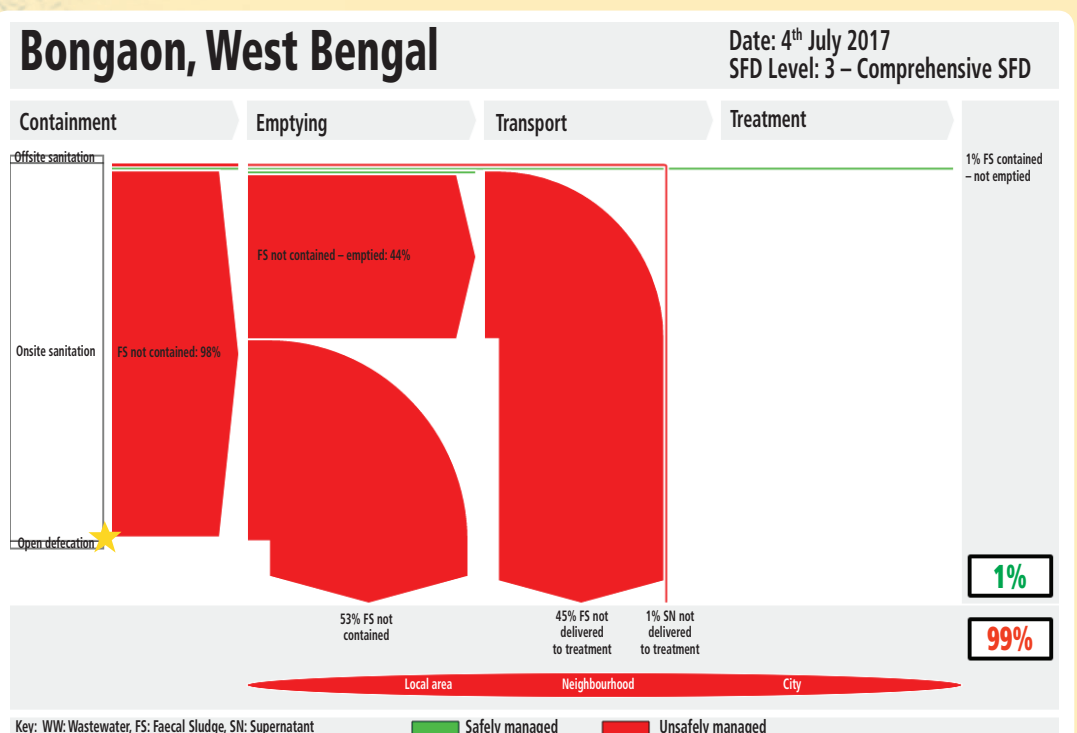 Bongaon, West Bengal
Date: 4th July 2017
SFD Level: 3 – Comprehensive SFD
Containment
Emptying
Transport
Treatment
Offsite sanitation
1% FS contained
– not emptied
FS not contained – emptied: 44%
Onsite sanitation
FS not contained: 98%
Open defecation
1%
53% FS not
contained
45% FS not
delivered
to treatment
1% SN not
delivered
to treatment
99%
Local area
Neighbourhood
City
Key: WW: Wastewater, FS: Faecal Sludge, SN: Supernatant
Safely managed
Unsafely managed